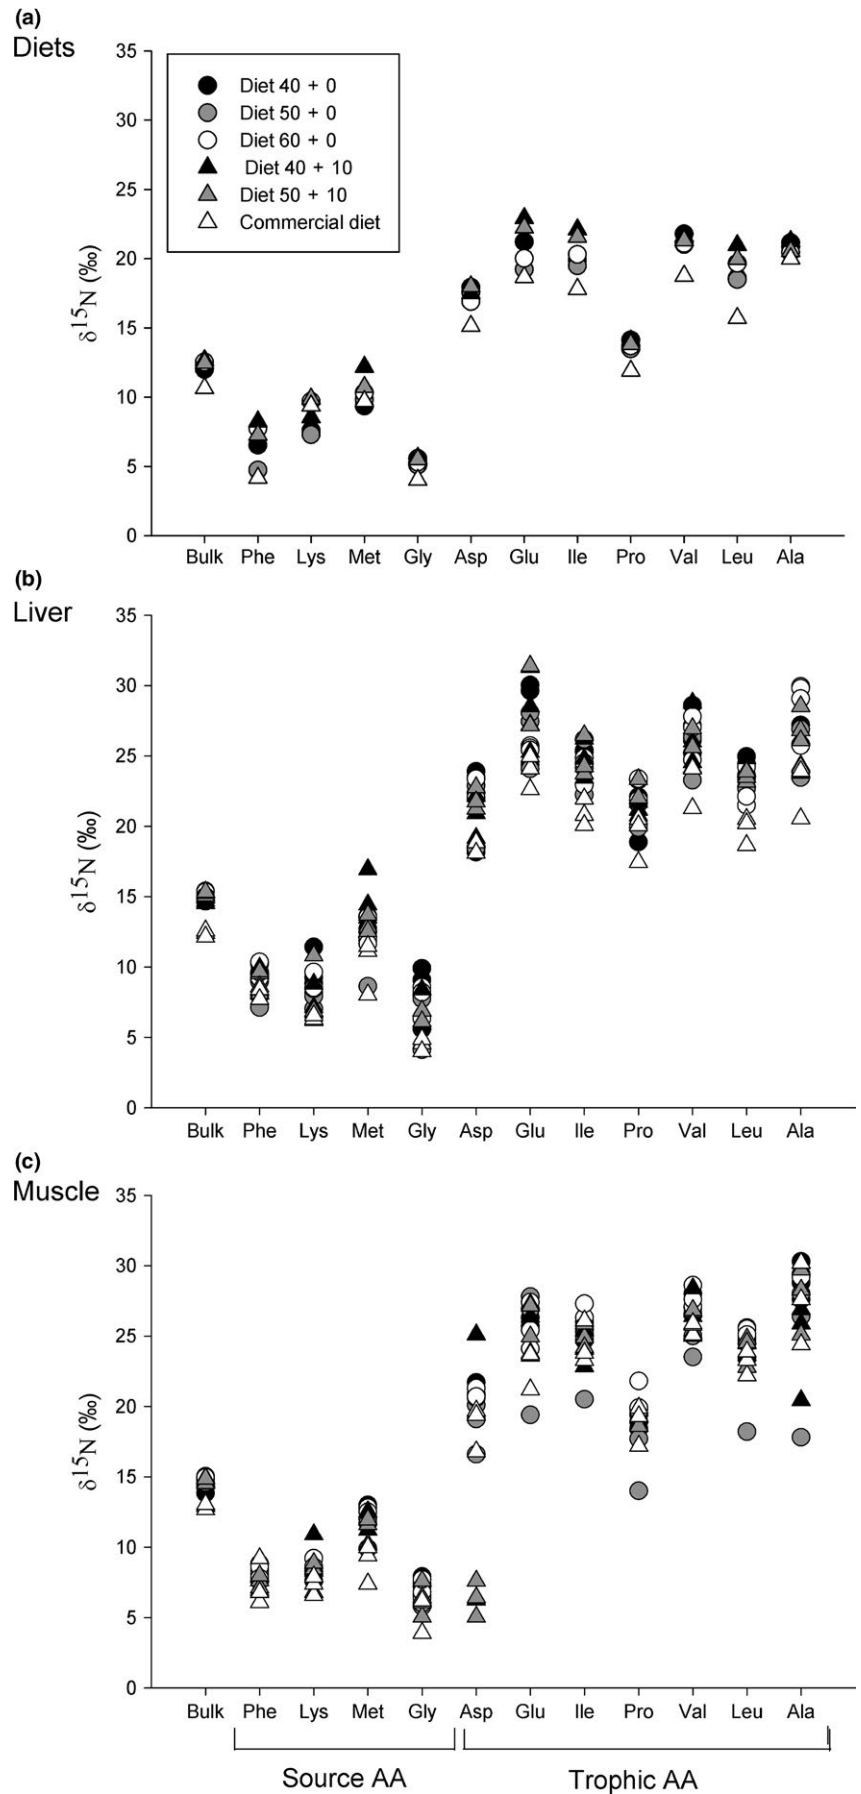 (a)
Diets
Diet 40 + 0
Diet 50 + 0
Diet 60 + 0
Diet 40 + 10
Diet 50 + 10
Commercial diet
δ15N (‰)
35
30
25
20
15
10
5
0
Bulk Phe Lys Met Gly Asp Glu Ile Pro Val Leu Ala
(b)
Liver
δ15N (‰)
35
30
25
20
15
10
5
0
Bulk Phe Lys Met Gly Asp Glu Ile Pro Val Leu Ala
(c)
Muscle
δ15N (‰)
35
30
25
20
15
10
5
0
Bulk Phe Lys Met Gly Asp Glu Ile Pro Val Leu Ala
Source AA Trophic AA